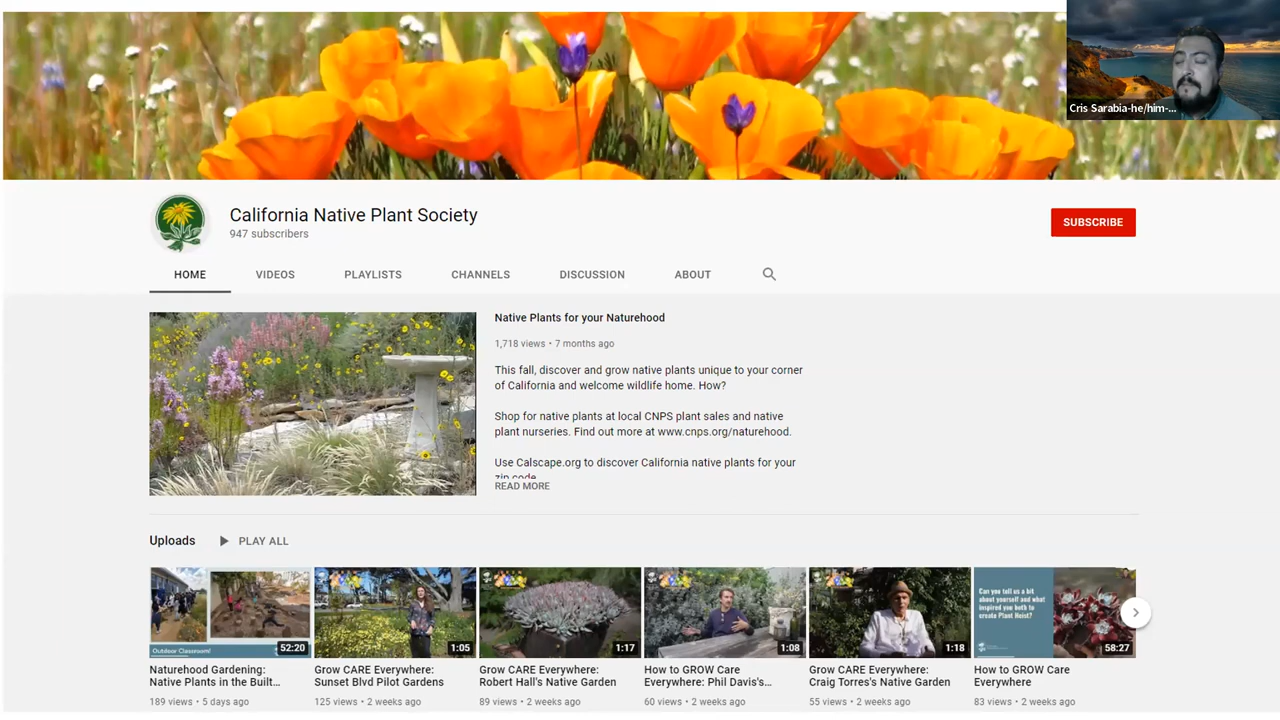 Cris Sarabia-he/him-...
California Native Plant Society
947 subscribers
SUBSCRIBE
HOME VIDEOS PLAYLISTS CHANNELS DISCUSSION ABOUT
Native Plants for your Naturehood
1,718 views • 7 months ago
This fall, discover and grow native plants unique to your corner
of California and welcome wildlife home. How?
Shop for native plants at local CNPS plant sales and native
plant nurseries. Find out more at www.cnps.org/naturehood.
Use Calscape.org to discover California native plants for your
zip code
READ MORE
Uploads PLAY ALL
Outdoor Classroom!
52:20
Naturehood Gardening:
Native Plants in the Built...
189 views • 5 days ago
1:05
Grow CARE Everywhere:
Sunset Blvd Pilot Gardens
125 views • 2 weeks ago
1:17
Grow CARE Everywhere:
Robert Hall's Native Garden
89 views • 2 weeks ago
1:08
How to GROW Care
Everywhere: Phil Davis's...
60 views • 2 weeks ago
1:18
Grow CARE Everywhere:
Craig Torres's Native Garden
55 views • 2 weeks ago
Can you tell us a bit
about yourself and what
inspired you both to
create Plant Heist?
58:27
How to GROW Care
Everywhere
83 views • 2 weeks ago